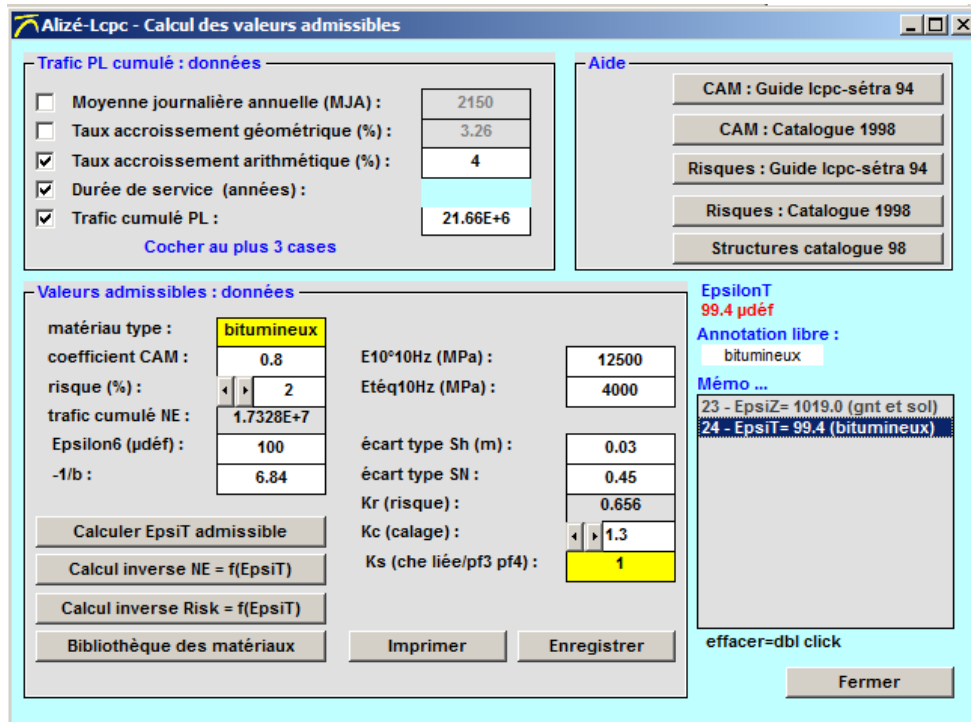 Alizé-Lcpc - Calcul des valeurs admissibles
Trafic PL cumulé : données
Moyenne journalière annuelle (MJA) : 2150
Taux accroissement géométrique (%) : 3.26
Taux accroissement arithmétique (%) : 4
Durée de service (années) :
Trafic cumulé PL : 21.66E+6
Cocher au plus 3 cases
Aide
CAM : Guide lcpc-sétra 94
CAM : Catalogue 1998
Risques : Guide lcpc-sétra 94
Risques : Catalogue 1998
Structures catalogue 98
Valeurs admissibles : données
matériau type : bitumineux
coefficient CAM : 0.8
risque (%) : 2
trafic cumulé NE : 1.7328E+7
Epsilon6 (µdéf) : 100
-1/b : 6.84
E10°10Hz (MPa) : 12500
Etéq10Hz (MPa) : 4000
écart type Sh (m) : 0.03
écart type SN : 0.45
Kr (risque) : 0.656
Kc (calage) : 1.3
Ks (che liée/pf3 pf4) : 1
Calculer EpsiT admissible
Calcul inverse NE = f(EpsiT)
Calcul inverse Risk = f(EpsiT)
Bibliothèque des matériaux
Imprimer
Enregistrer
EpsilonT
99.4 µdéf
Annotation libre :
bitumineux
Mémo ...
23 - EpsiZ= 1019.0 (gnt et sol)
24 - EpsiT= 99.4 (bitumineux)
effacer=dbl click
Fermer